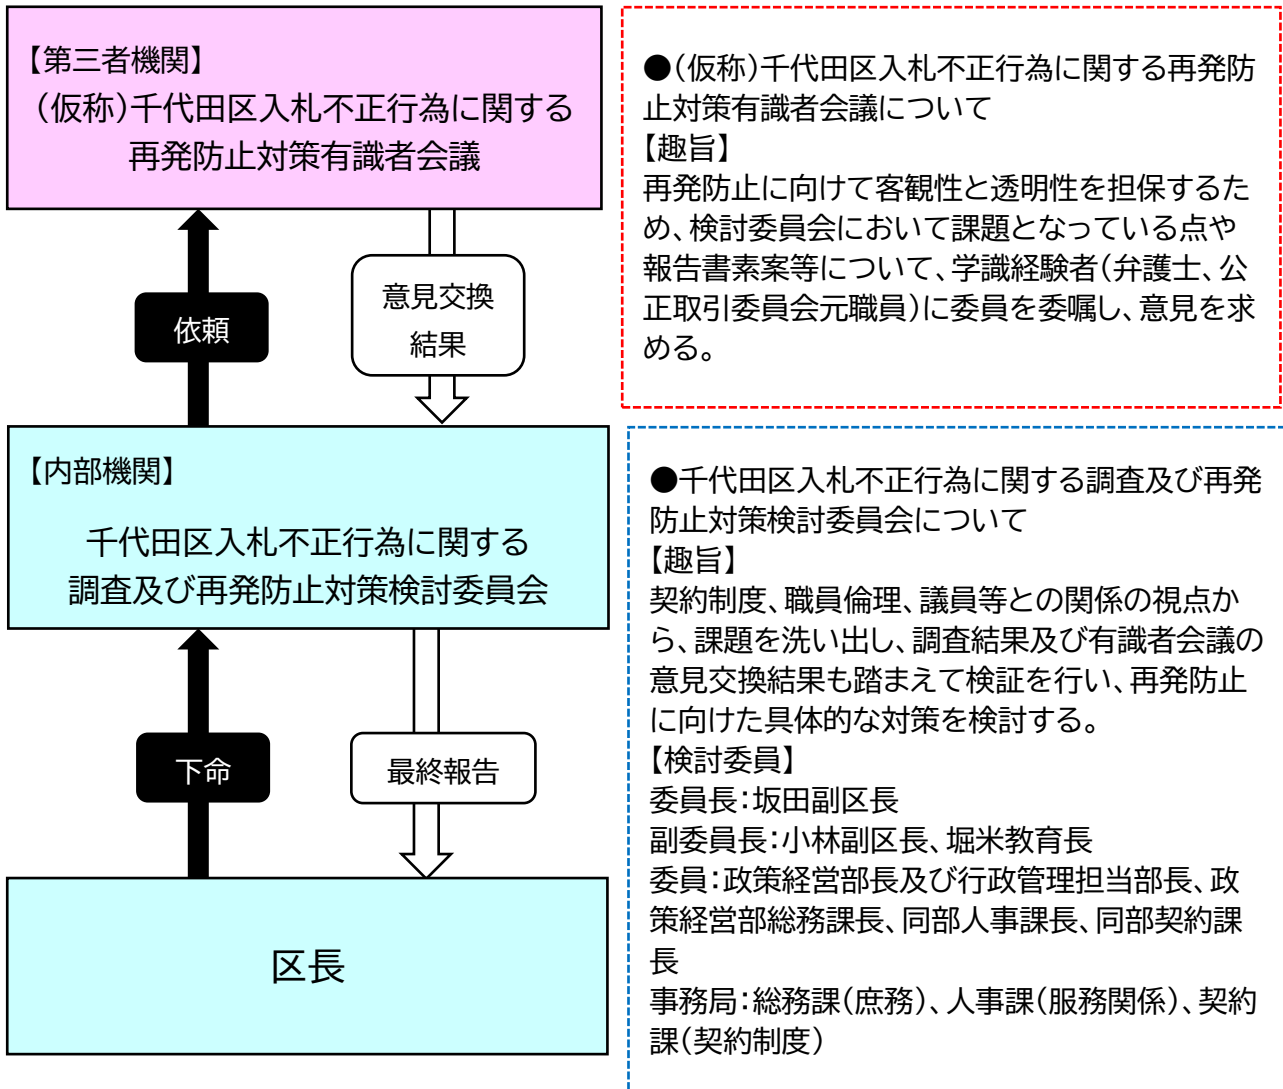 【第三者機関】
(仮称)千代田区入札不正行為に関する
再発防止対策有識者会議
依頼
意見交換
結果
【内部機関】
千代田区入札不正行為に関する
調査及び再発防止対策検討委員会
下命
最終報告
区長
●(仮称)千代田区入札不正行為に関する再発防
止対策有識者会議について
【趣旨】
再発防止に向けて客観性と透明性を担保するた
め、検討委員会において課題となっている点や
報告書素案等について、学識経験者(弁護士、公
正取引委員会元職員)に委員を委嘱し、意見を求
める。
●千代田区入札不正行為に関する調査及び再発
防止対策検討委員会について
【趣旨】
契約制度、職員倫理、議員等との関係の視点か
ら、課題を洗い出し、調査結果及び有識者会議の
意見交換結果も踏まえて検証を行い、再発防止
に向けた具体的な対策を検討する。
【検討委員】
委員長:坂田副区長
副委員長:小林副区長、堀米教育長
委員:政策経営部長及び行政管理担当部長、政
策経営部総務課長、同部人事課長、同部契約課
長
事務局:総務課(庶務)、人事課(服務関係)、契約
課(契約制度)